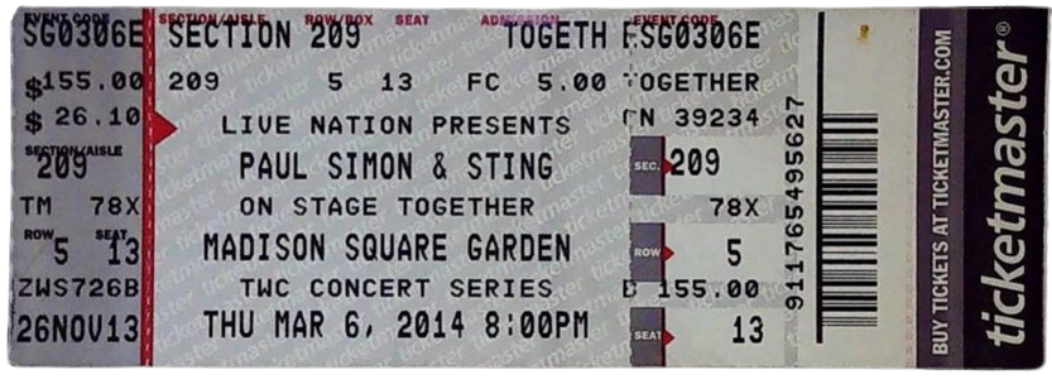 EVENT CODE SECTION/AISLE ROW/BOX SEAT ADMISSION EVENT CODE
SG0306E SECTION 209 TOGETH ESG0306E
$155.00 209 5 13 FC 5.00 TOGETHER
$ 26.10 LIVE NATION PRESENTS CN 39234
SECTION/AISLE
209 PAUL SIMON & STING SEC. 209
TM 78X ON STAGE TOGETHER 78X
ROW SEAT
5 13 MADISON SQUARE GARDEN ROW 5
ZWS726B TWC CONCERT SERIES 155.00
26NOV13 THU MAR 6, 2014 8:00PM SEAT 13
911765495627
BUY TICKETS AT TICKETMASTER.COM
ticketmaster®